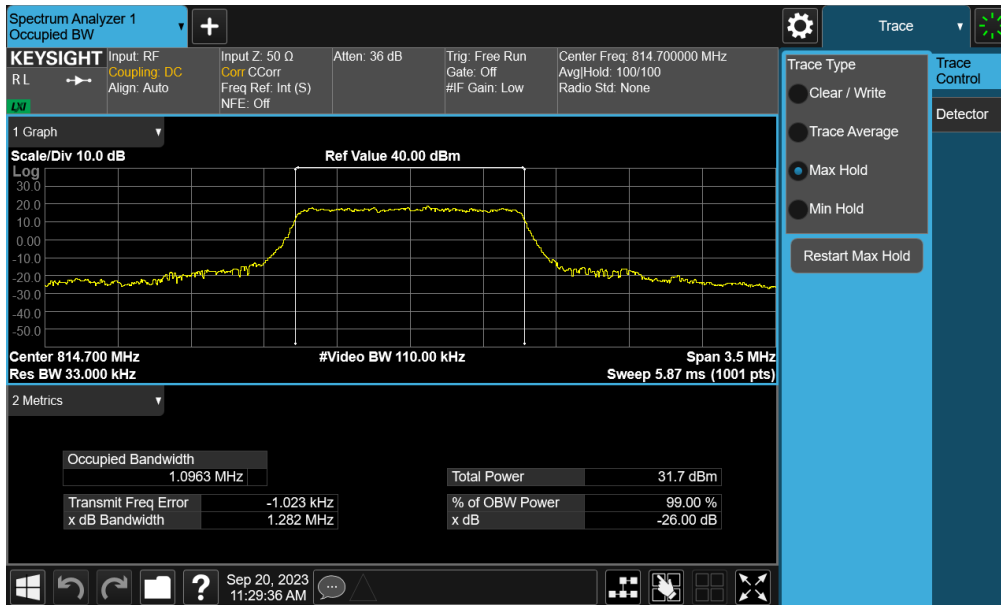 Spectrum Analyzer 1
Occupied BW
+
Trace
KEYSIGHT
R L
LXI
Input: RF
Coupling: DC
Align: Auto
Input Z: 50 Ω
Corr CCorr
Freq Ref: Int (S)
NFE: Off
Atten: 36 dB
Trig: Free Run
Gate: Off
#IF Gain: Low
Center Freq: 814.700000 MHz
Avg|Hold: 100/100
Radio Std: None
Trace Type
Clear / Write
Trace Average
Max Hold
Min Hold
Restart Max Hold
Trace
Control
Detector
1 Graph
Scale/Div 10.0 dB
Ref Value 40.00 dBm
Log
30.0
20.0
10.0
0.00
-10.0
-20.0
-30.0
-40.0
-50.0
Center 814.700 MHz
#Video BW 110.00 kHz
Span 3.5 MHz
Res BW 33.000 kHz
Sweep 5.87 ms (1001 pts)
2 Metrics
Occupied Bandwidth
1.0963 MHz
Total Power 31.7 dBm
Transmit Freq Error -1.023 kHz
% of OBW Power 99.00 %
x dB Bandwidth 1.282 MHz
x dB -26.00 dB
?
Sep 20, 2023
11:29:36 AM